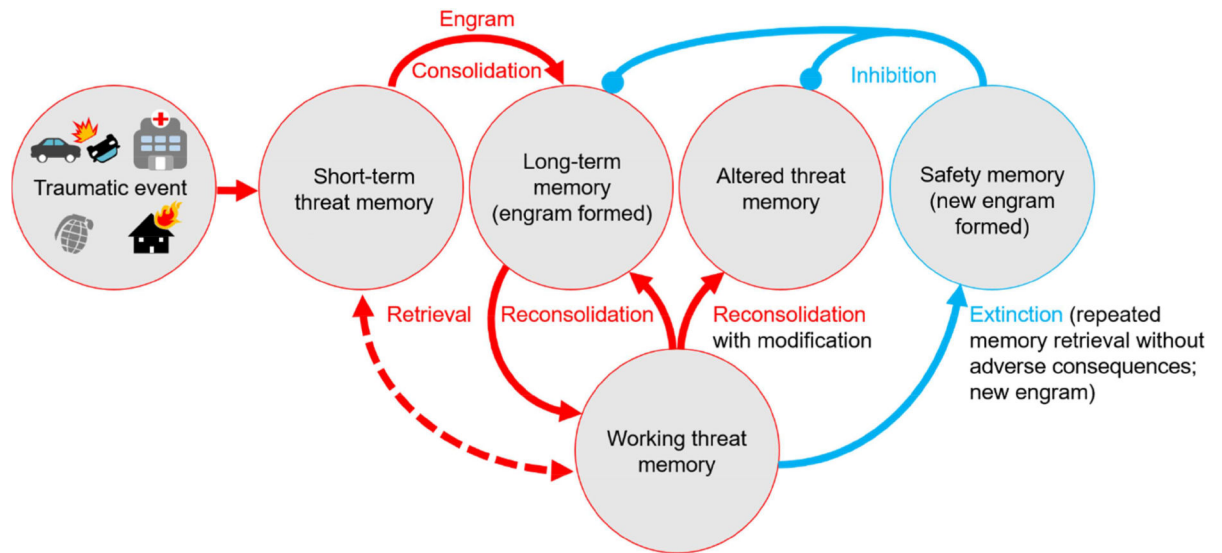 Engram
Consolidation
Inhibition
Traumatic event
Short-term
threat memory
Long-term
memory
(engram formed)
Altered threat
memory
Safety memory
(new engram
formed)
Retrieval
Reconsolidation
Reconsolidation
with modification
Extinction (repeated
memory retrieval without
adverse consequences;
new engram)
Working threat
memory